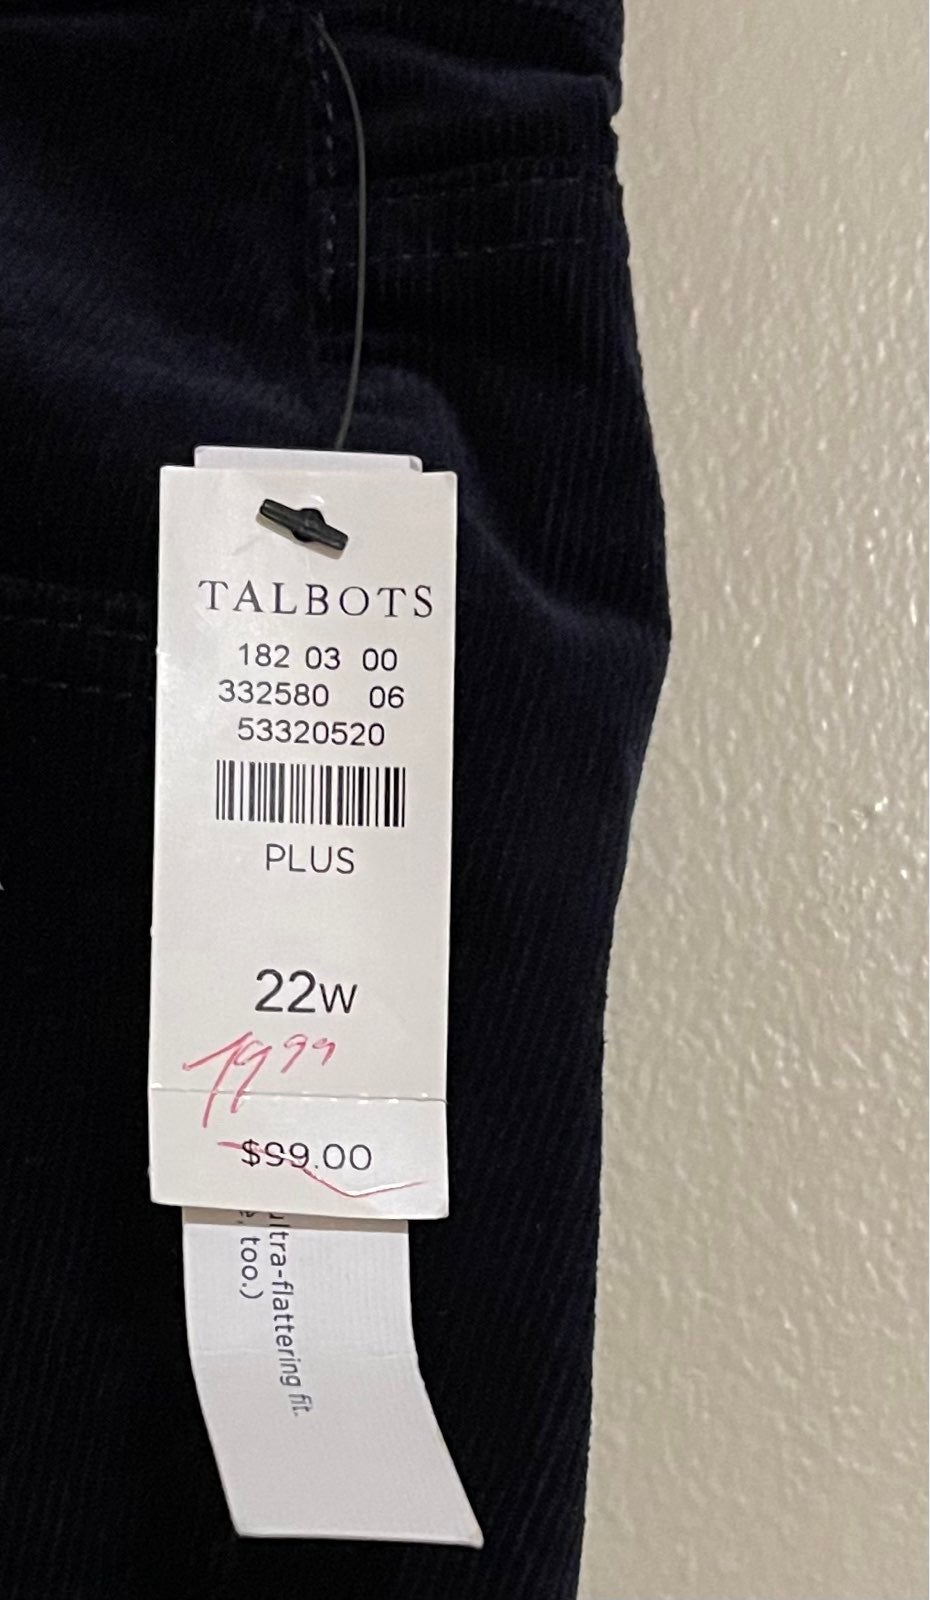 TALBOTS
182 03 00
332580 06
53320520
PLUS
22W
19.99
$99.00
ultra-flattering fit.
too.)